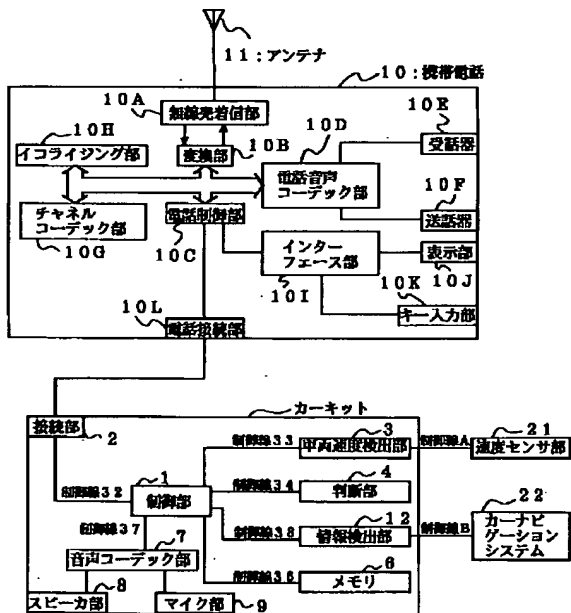 11:アンテナ
10:携帯電話
10A
無線発着信部
10H
イコライジング部
10B
変換部
10D
電話音声
コーデック部
10E
受話器
10F
送話器
チャネル
コーデック部
10G
電話制御部
10C
インター
フェース部
10I
表示部
10J
10K
キー入力部
10L
電話接続部
カーキット
接続部
2
制御線33
3
車両速度検出部
制御線A
21
速度センサ部
制御線32
1
制御部
制御線34
4
判断部
制御線37
制御線38
12
情報検出部
制御線B
22
カーナビ
ゲーション
システム
7
音声コーデック部
制御線36
6
メモリ
8
スピーカ部
マイク部
9